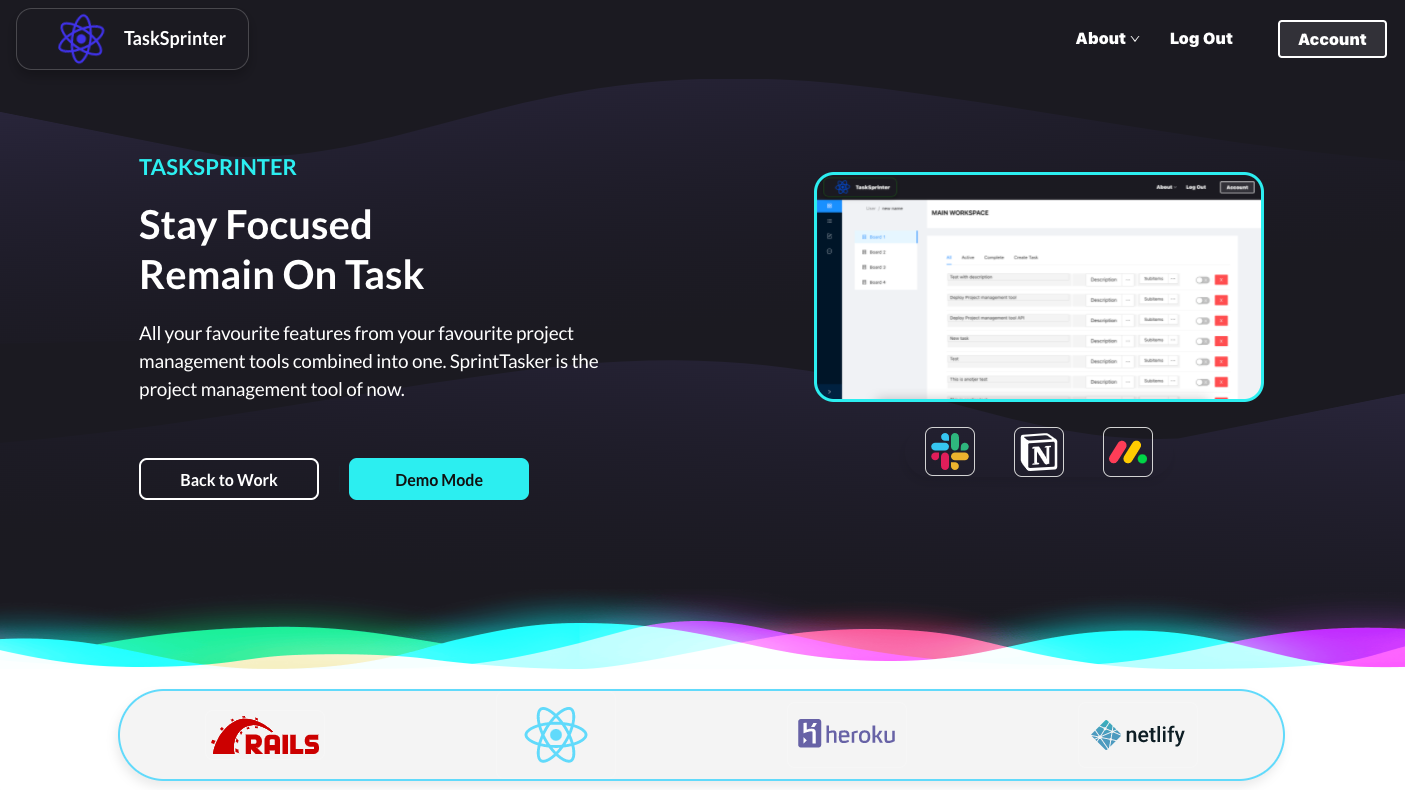 TaskSprinter
About
Log Out
Account
TASKSPRINTER
Stay Focused
Remain On Task
All your favourite features from your favourite project
management tools combined into one. SprintTasker is the
project management tool of now.
Back to Work
Demo Mode
TaskSprinter
About
Log Out
Account
/ new name
MAIN WORKSPACE
Board 1
Board 2
Board 3
Board 4
All
Active
Complete
Create Task
Test with description
Description
Subitems
Deploy Project management tool
Description
Subitems
Deploy Project management tool API
Description
Subitems
New task
Description
Subitems
Test
Description
Subitems
This is another test
Description
Subitems
N
RAILS
heroku
netlify